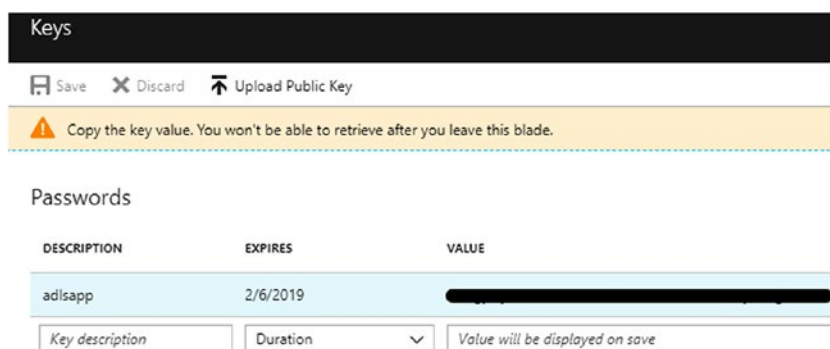 Keys
Save Discard Upload Public Key
Copy the key value. You won't be able to retrieve after you leave this blade.
Passwords
DESCRIPTION EXPIRES VALUE
adlsapp 2/6/2019
Key description Duration Value will be displayed on save